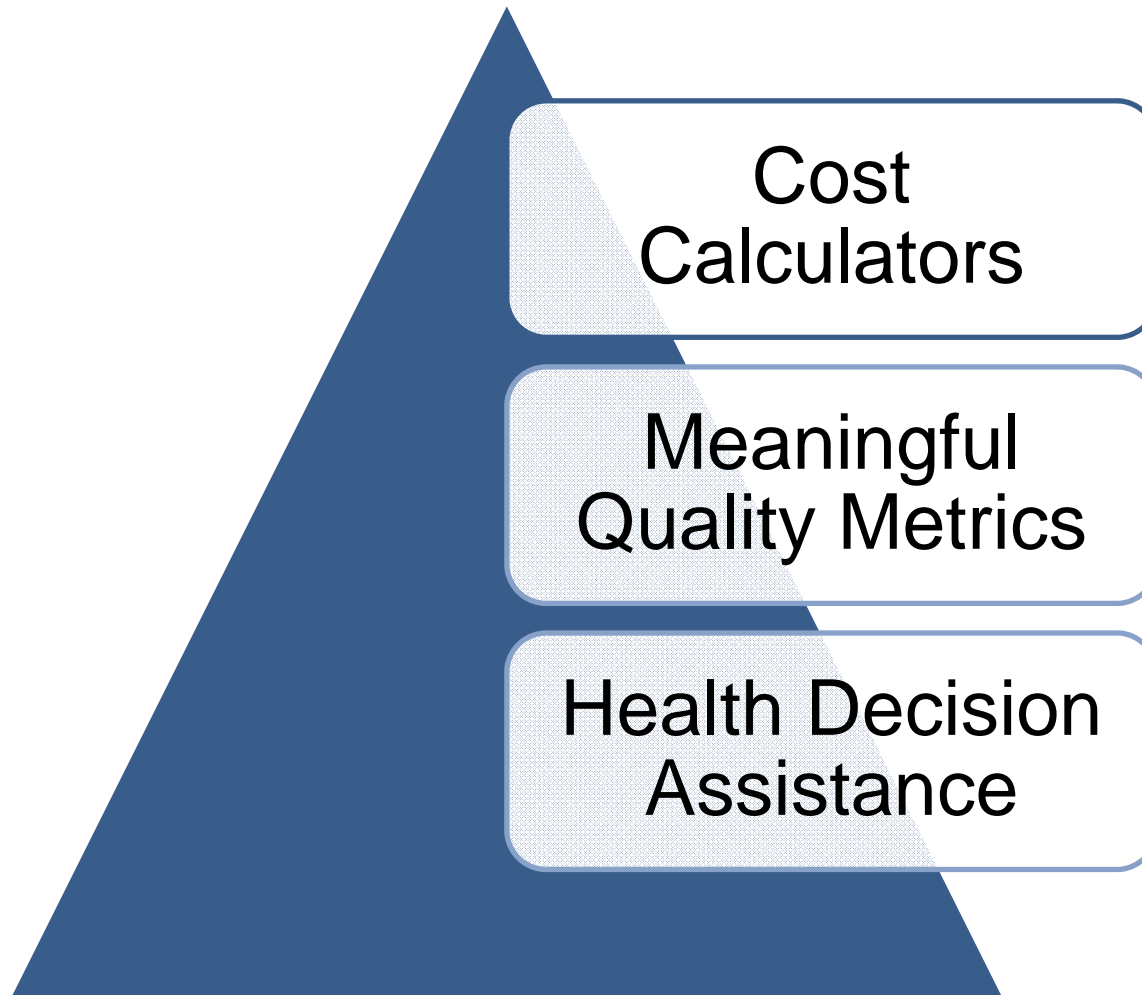 Cost
Calculators
Meaningful
Quality Metrics
Health Decision
Assistance